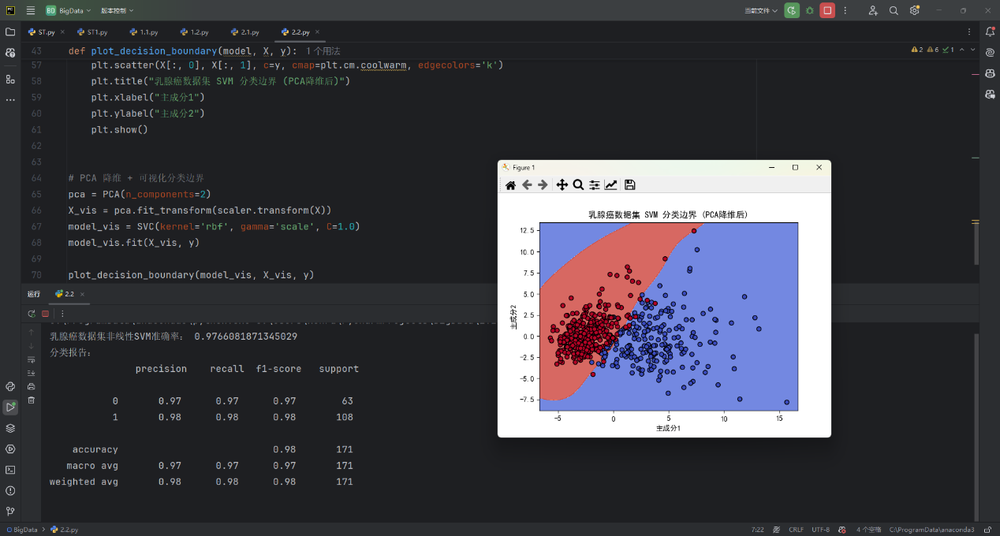 BD BigData 版本控制 当前文件
ST.py ST1.py 1.1.py 1.2.py 2.1.py 2.2.py
43 def plot_decision_boundary(model, X, y): 1个用法 2 6 1
57 plt.scatter(X[:, 0], X[:, 1], c=y, cmap=plt.cm.coolwarm, edgecolors='k')
58 plt.title("乳腺癌数据集 SVM 分类边界 (PCA降维后)")
59 plt.xlabel("主成分1")
60 plt.ylabel("主成分2")
61 plt.show()
62
63
64 # PCA 降维 + 可视化分类边界
65 pca = PCA(n_components=2)
66 X_vis = pca.fit_transform(scaler.transform(X))
67 model_vis = SVC(kernel='rbf', gamma='scale', C=1.0)
68 model_vis.fit(X_vis, y)
69
70 plot_decision_boundary(model_vis, X_vis, y)
运行 2.2
乳腺癌数据集非线性SVM准确率: 0.9766081871345029
分类报告:
precision recall f1-score support
0 0.97 0.97 0.97 63
1 0.98 0.98 0.98 108
accuracy 0.98 171
macro avg 0.97 0.97 0.97 171
weighted avg 0.98 0.98 0.98 171
Figure 1
乳腺癌数据集 SVM 分类边界 (PCA降维后)
12.5
10.0
7.5
5.0
2.5
0.0
−2.5
−5.0
−7.5
主成分2
−5 0 5 10 15
主成分1
BigData 2.2.py 7:22 CRLF UTF-8 4 个空格 C:\ProgramData\anaconda3